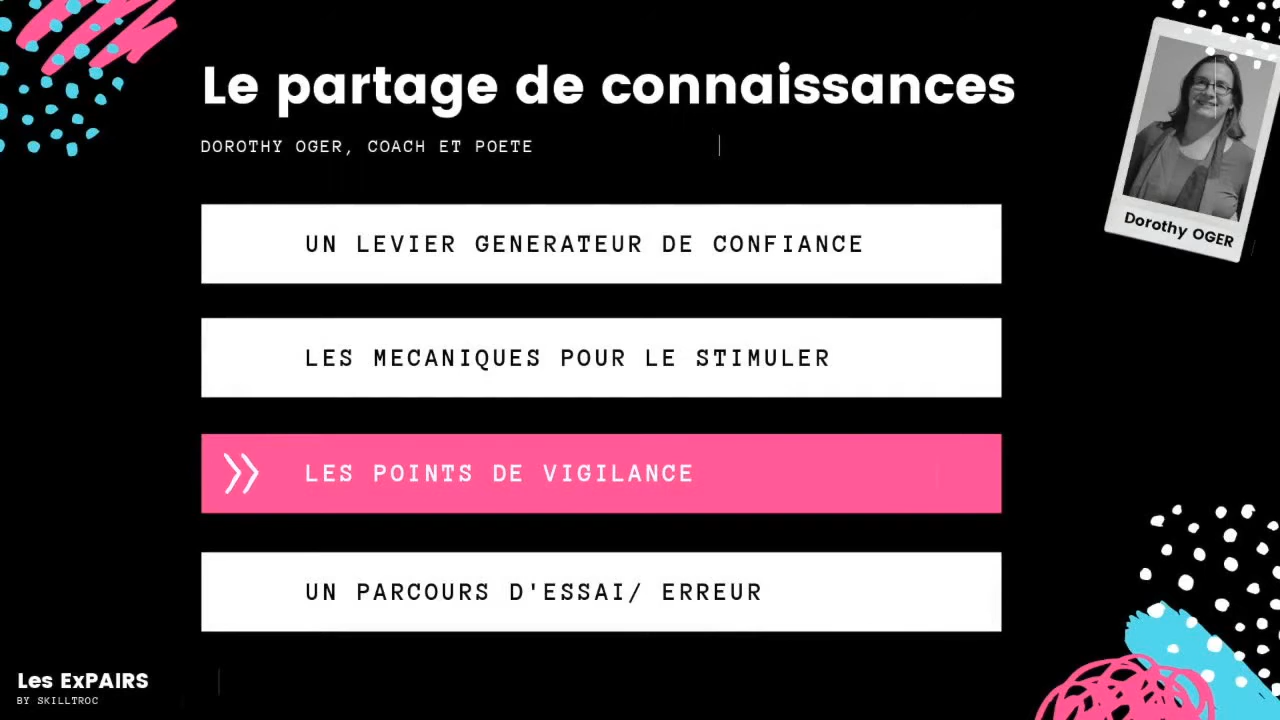 Le partage de connaissances
DOROTHY OGER, COACH ET POETE
Dorothy OGER
UN LEVIER GENERATEUR DE CONFIANCE
LES MECANIQUES POUR LE STIMULER
LES POINTS DE VIGILANCE
UN PARCOURS D'ESSAI/ ERREUR
Les ExPAIRS
BY SKILLTROC